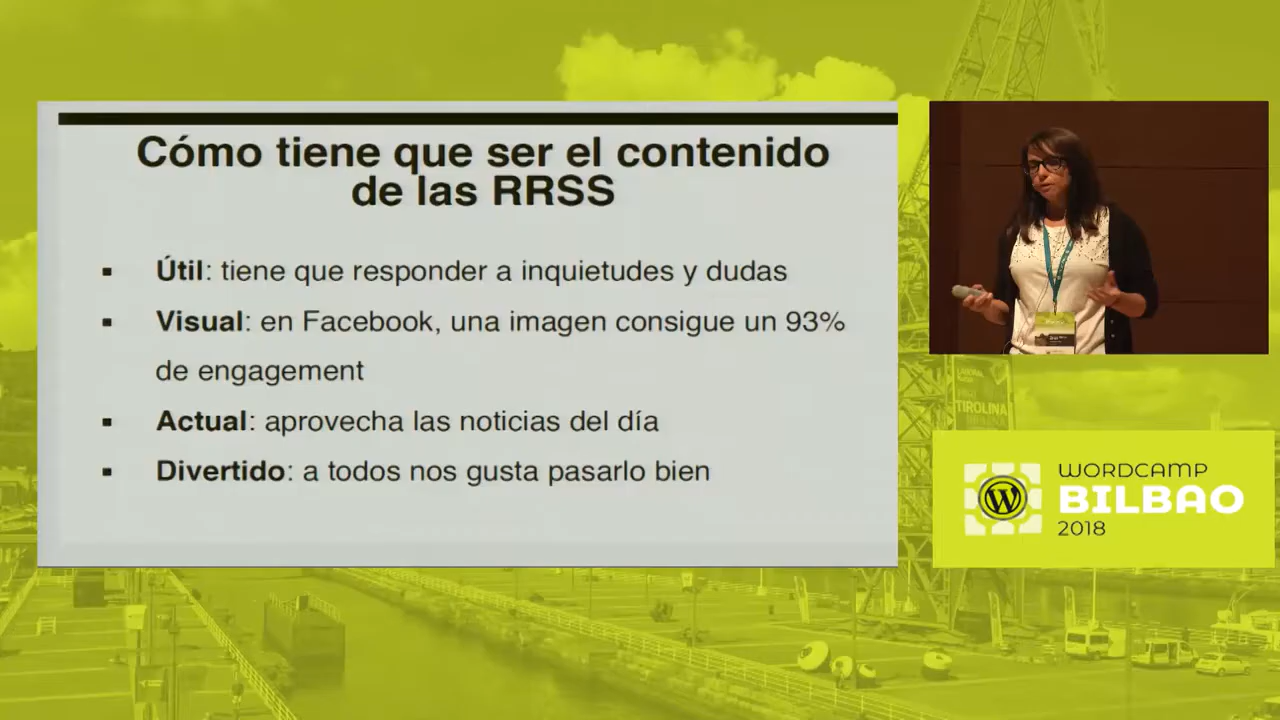 Cómo tiene que ser el contenido
de las RRSS
▪ Útil: tiene que responder a inquietudes y dudas
▪ Visual: en Facebook, una imagen consigue un 93%
de engagement
▪ Actual: aprovecha las noticias del día
▪ Divertido: a todos nos gusta pasarlo bien
TIROLINA
WORDCAMP
BILBAO
2018